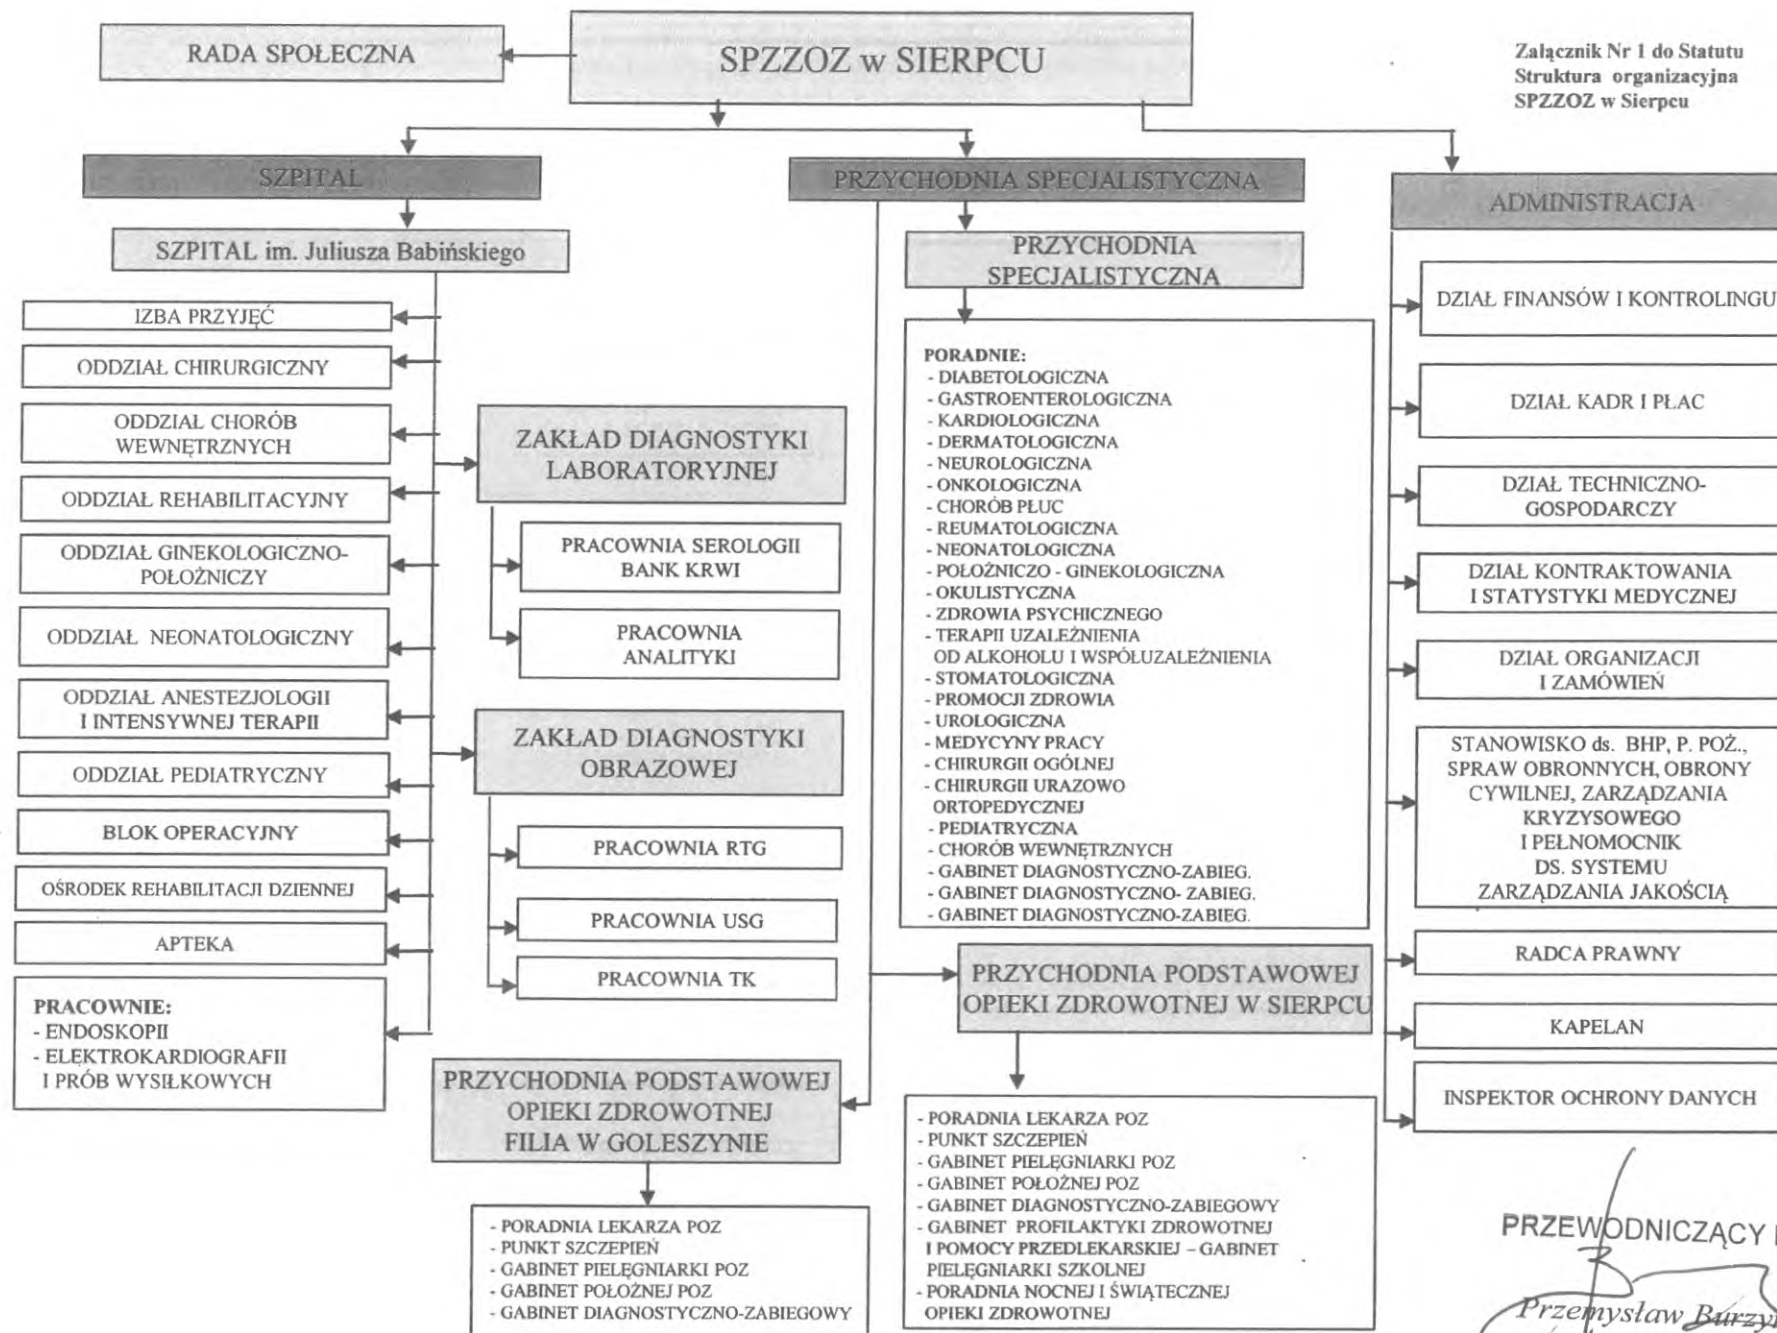 RADA SPOŁECZNA
SPZZOZ w SIERPCU
Załącznik Nr 1 do Statutu
Struktura organizacyjna
SPZZOZ w Sierpcu
SZPITAL
SZPITAL im. Juliusza Babińskiego
IZBA PRZYJĘĆ
ODDZIAŁ CHIRURGICZNY
ODDZIAŁ CHORÓB
WEWNĘTRZNYCH
ODDZIAŁ REHABILITACYJNY
ODDZIAŁ GINEKOLOGICZNO-
POŁOŻNICZY
ODDZIAŁ NEONATOLOGICZNY
ODDZIAŁ ANESTEZJOLOGII
I INTENSYWNEJ TERAPII
ODDZIAŁ PEDIATRYCZNY
BLOK OPERACYJNY
OŚRODEK REHABILITACJI DZIENNEJ
APTEKA
PRACOWNIE:
- ENDOSKOPII
- ELEKTROKARDIOGRAFII
I PRÓB WYSIŁKOWYCH
ZAKŁAD DIAGNOSTYKI
LABORATORYJNEJ
PRACOWNIA SEROLOGII
BANK KRWI
PRACOWNIA
ANALITYKI
ZAKŁAD DIAGNOSTYKI
OBRAZOWEJ
PRACOWNIA RTG
PRACOWNIA USG
PRACOWNIA TK
PRZYCHODNIA SPECJALISTYCZNA
PRZYCHODNIA
SPECJALISTYCZNA
PORADNIE:
- DIABETOLOGICZNA
- GASTROENTEROLOGICZNA
- KARDIOLOGICZNA
- DERMATOLOGICZNA
- NEUROLOGICZNA
- ONKOLOGICZNA
- CHORÓB PŁUC
- REUMATOLOGICZNA
- NEONATOLOGICZNA
- POŁOŻNICZO - GINEKOLOGICZNA
- OKULISTYCZNA
- ZDROWIA PSYCHICZNEGO
- TERAPII UZALEŻNIENIA
OD ALKOHOLU I WSPÓŁUZALEŻNIENIA
- STOMATOLOGICZNA
- PROMOCJI ZDROWIA
- UROLOGICZNA
- MEDYCYNY PRACY
- CHIRURGII OGÓLNEJ
- CHIRURGII URAZOWO
ORTOPEDYCZNEJ
- PEDIATRYCZNA
- CHORÓB WEWNĘTRZNYCH
- GABINET DIAGNOSTYCZNO-ZABIEG.
- GABINET DIAGNOSTYCZNO- ZABIEG.
- GABINET DIAGNOSTYCZNO-ZABIEG.
PRZYCHODNIA PODSTAWOWEJ
OPIEKI ZDROWOTNEJ W SIERPCU
- PORADNIA LEKARZA POZ
- PUNKT SZCZEPIEŃ
- GABINET PIELĘGNIARKI POZ
- GABINET POŁOŻNEJ POZ
- GABINET DIAGNOSTYCZNO-ZABIEGOWY
- GABINET PROFILAKTYKI ZDROWOTNEJ
I POMOCY PRZEDLEKARSKIEJ – GABINET
PIELĘGNIARKI SZKOLNEJ
- PORADNIA NOCNEJ I ŚWIĄTECZNEJ
OPIEKI ZDROWOTNEJ
PRZYCHODNIA PODSTAWOWEJ
OPIEKI ZDROWOTNEJ
FILIA W GOLESZYNIE
- PORADNIA LEKARZA POZ
- PUNKT SZCZEPIEŃ
- GABINET PIELĘGNIARKI POZ
- GABINET POŁOŻNEJ POZ
- GABINET DIAGNOSTYCZNO-ZABIEGOWY
ADMINISTRACJA
DZIAŁ FINANSÓW I KONTROLINGU
DZIAŁ KADR I PŁAC
DZIAŁ TECHNICZNO-
GOSPODARCZY
DZIAŁ KONTRAKTOWANIA
I STATYSTYKI MEDYCZNEJ
DZIAŁ ORGANIZACJI
I ZAMÓWIEŃ
STANOWISKO ds. BHP, P. POŻ.,
SPRAW OBRONNYCH, OBRONY
CYWILNEJ, ZARZĄDZANIA
KRYZYSOWEGO
I PEŁNOMOCNIK
DS. SYSTEMU
ZARZĄDZANIA JAKOŚCIĄ
RADCA PRAWNY
KAPELAN
INSPEKTOR OCHRONY DANYCH
PRZEWODNICZĄCY
Przemysław